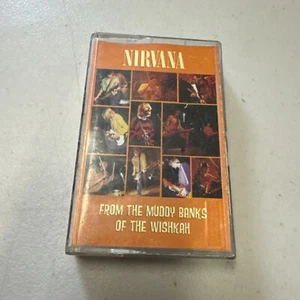 NIRVANA
FROM THE MUDDY BANKS
OF THE WISHKAH